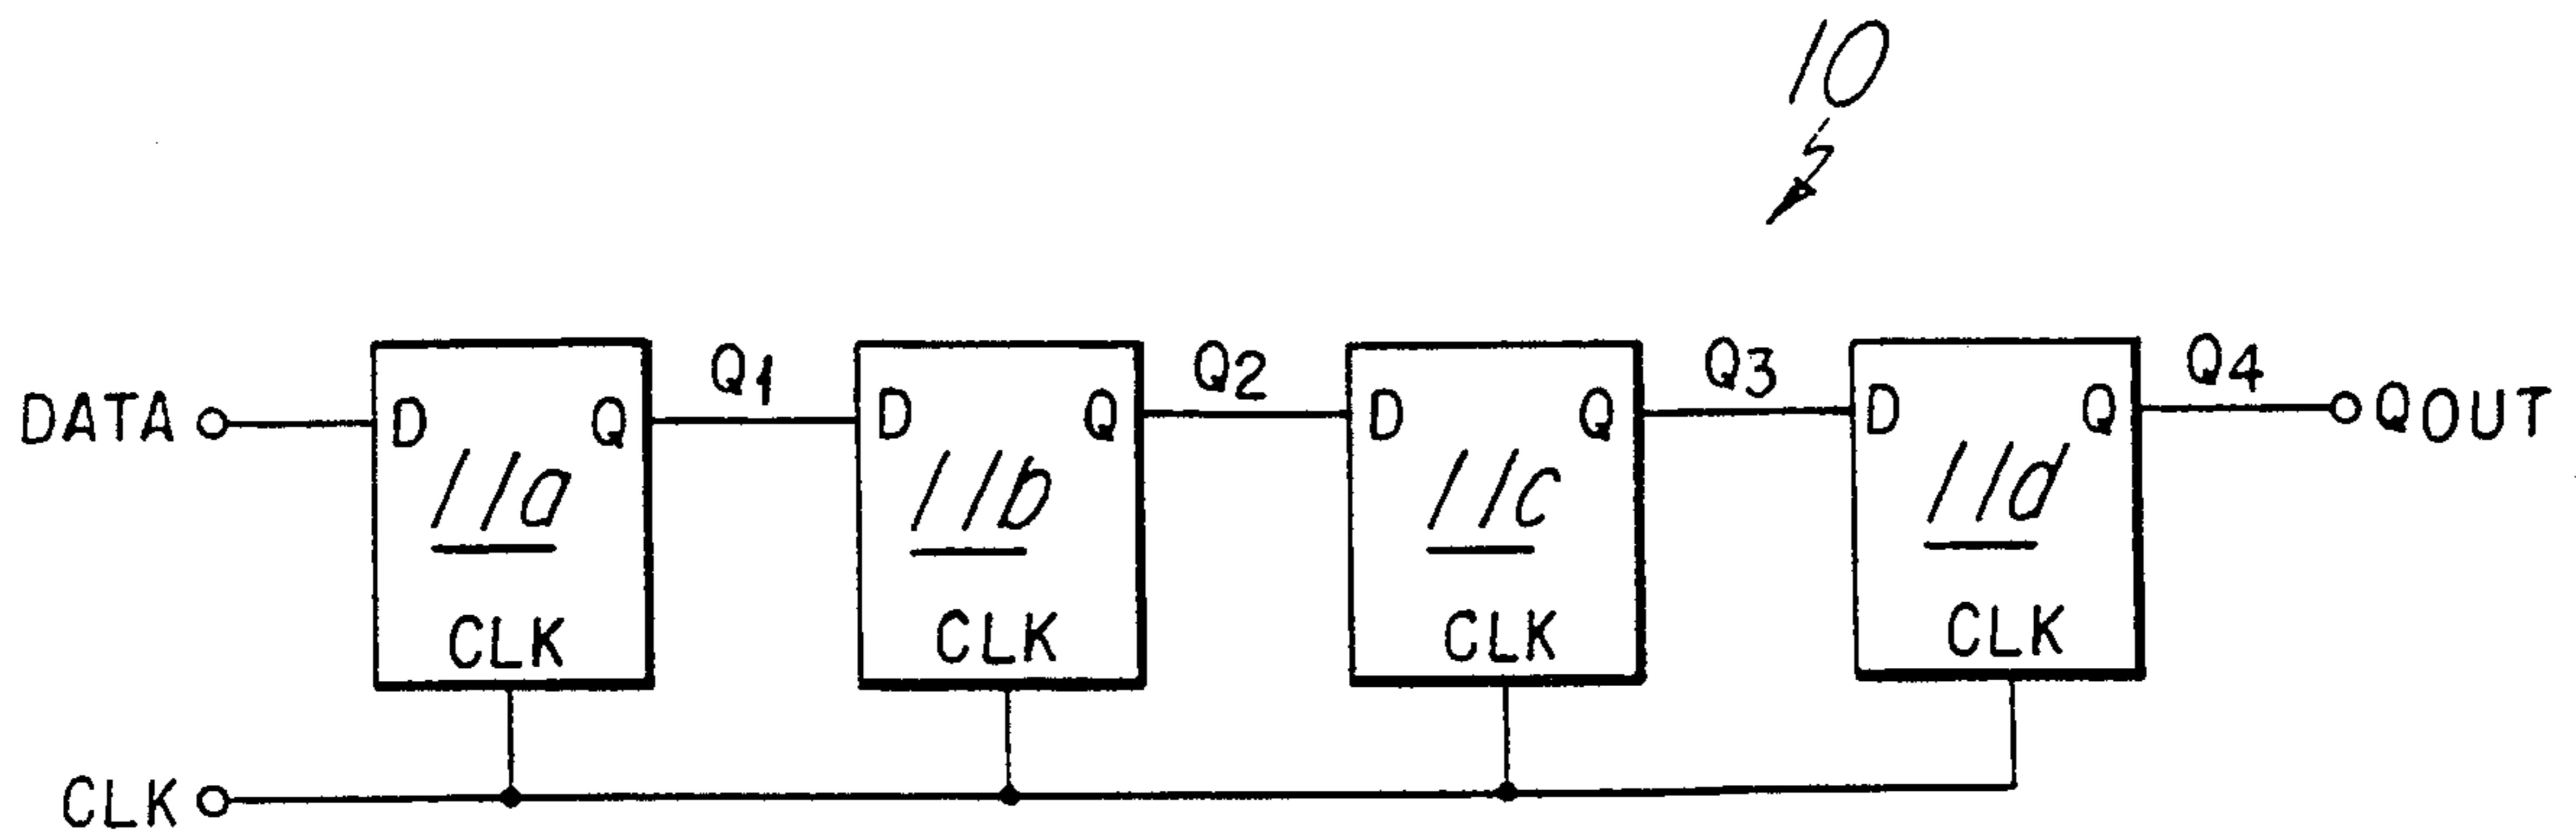 10
Q1 Q2 Q3 Q4
DATA D Q D Q D Q D Q QOUT
11a 11b 11c 11d
CLK CLK CLK CLK
CLK